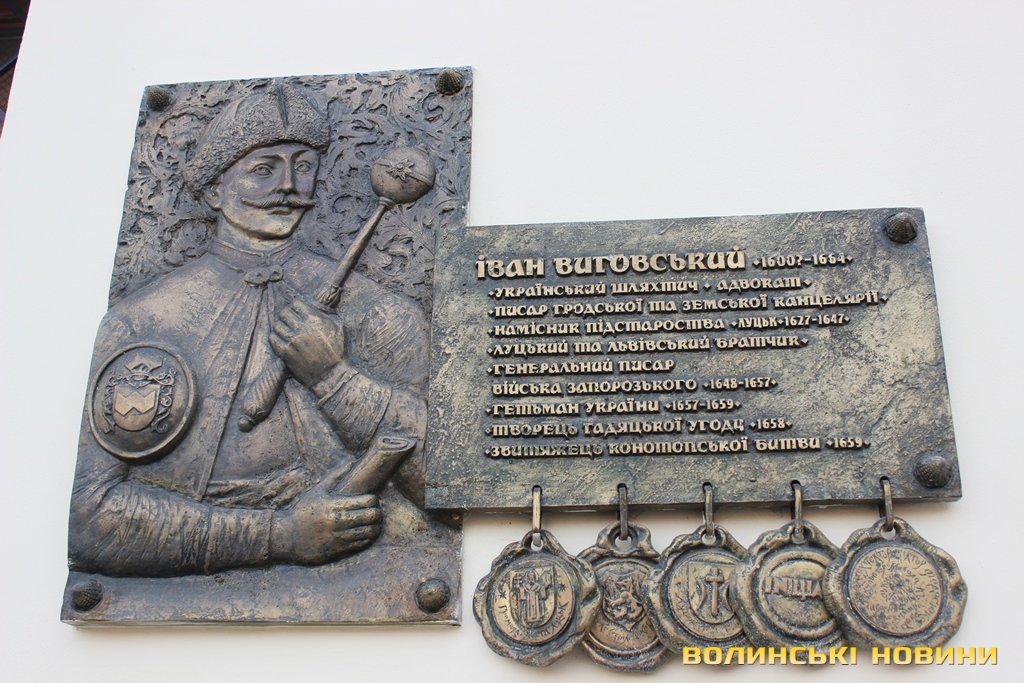 Іван Виговський •1600?-1664•
•Український шляхтич • адвокат•
•писар гродської та земської канцелярії•
•намісник підстароства •Луцьк•1627-1647•
•Луцький та Львівський братчик•
•Генеральний писар
Війська Запорозького •1648-1657•
•Гетьман України •1657-1659•
•Творець Гадяцької угоди •1658•
•Звитяжець Конотопської битви •1659•
ВОЛИНСЬКІ НОВИНИ